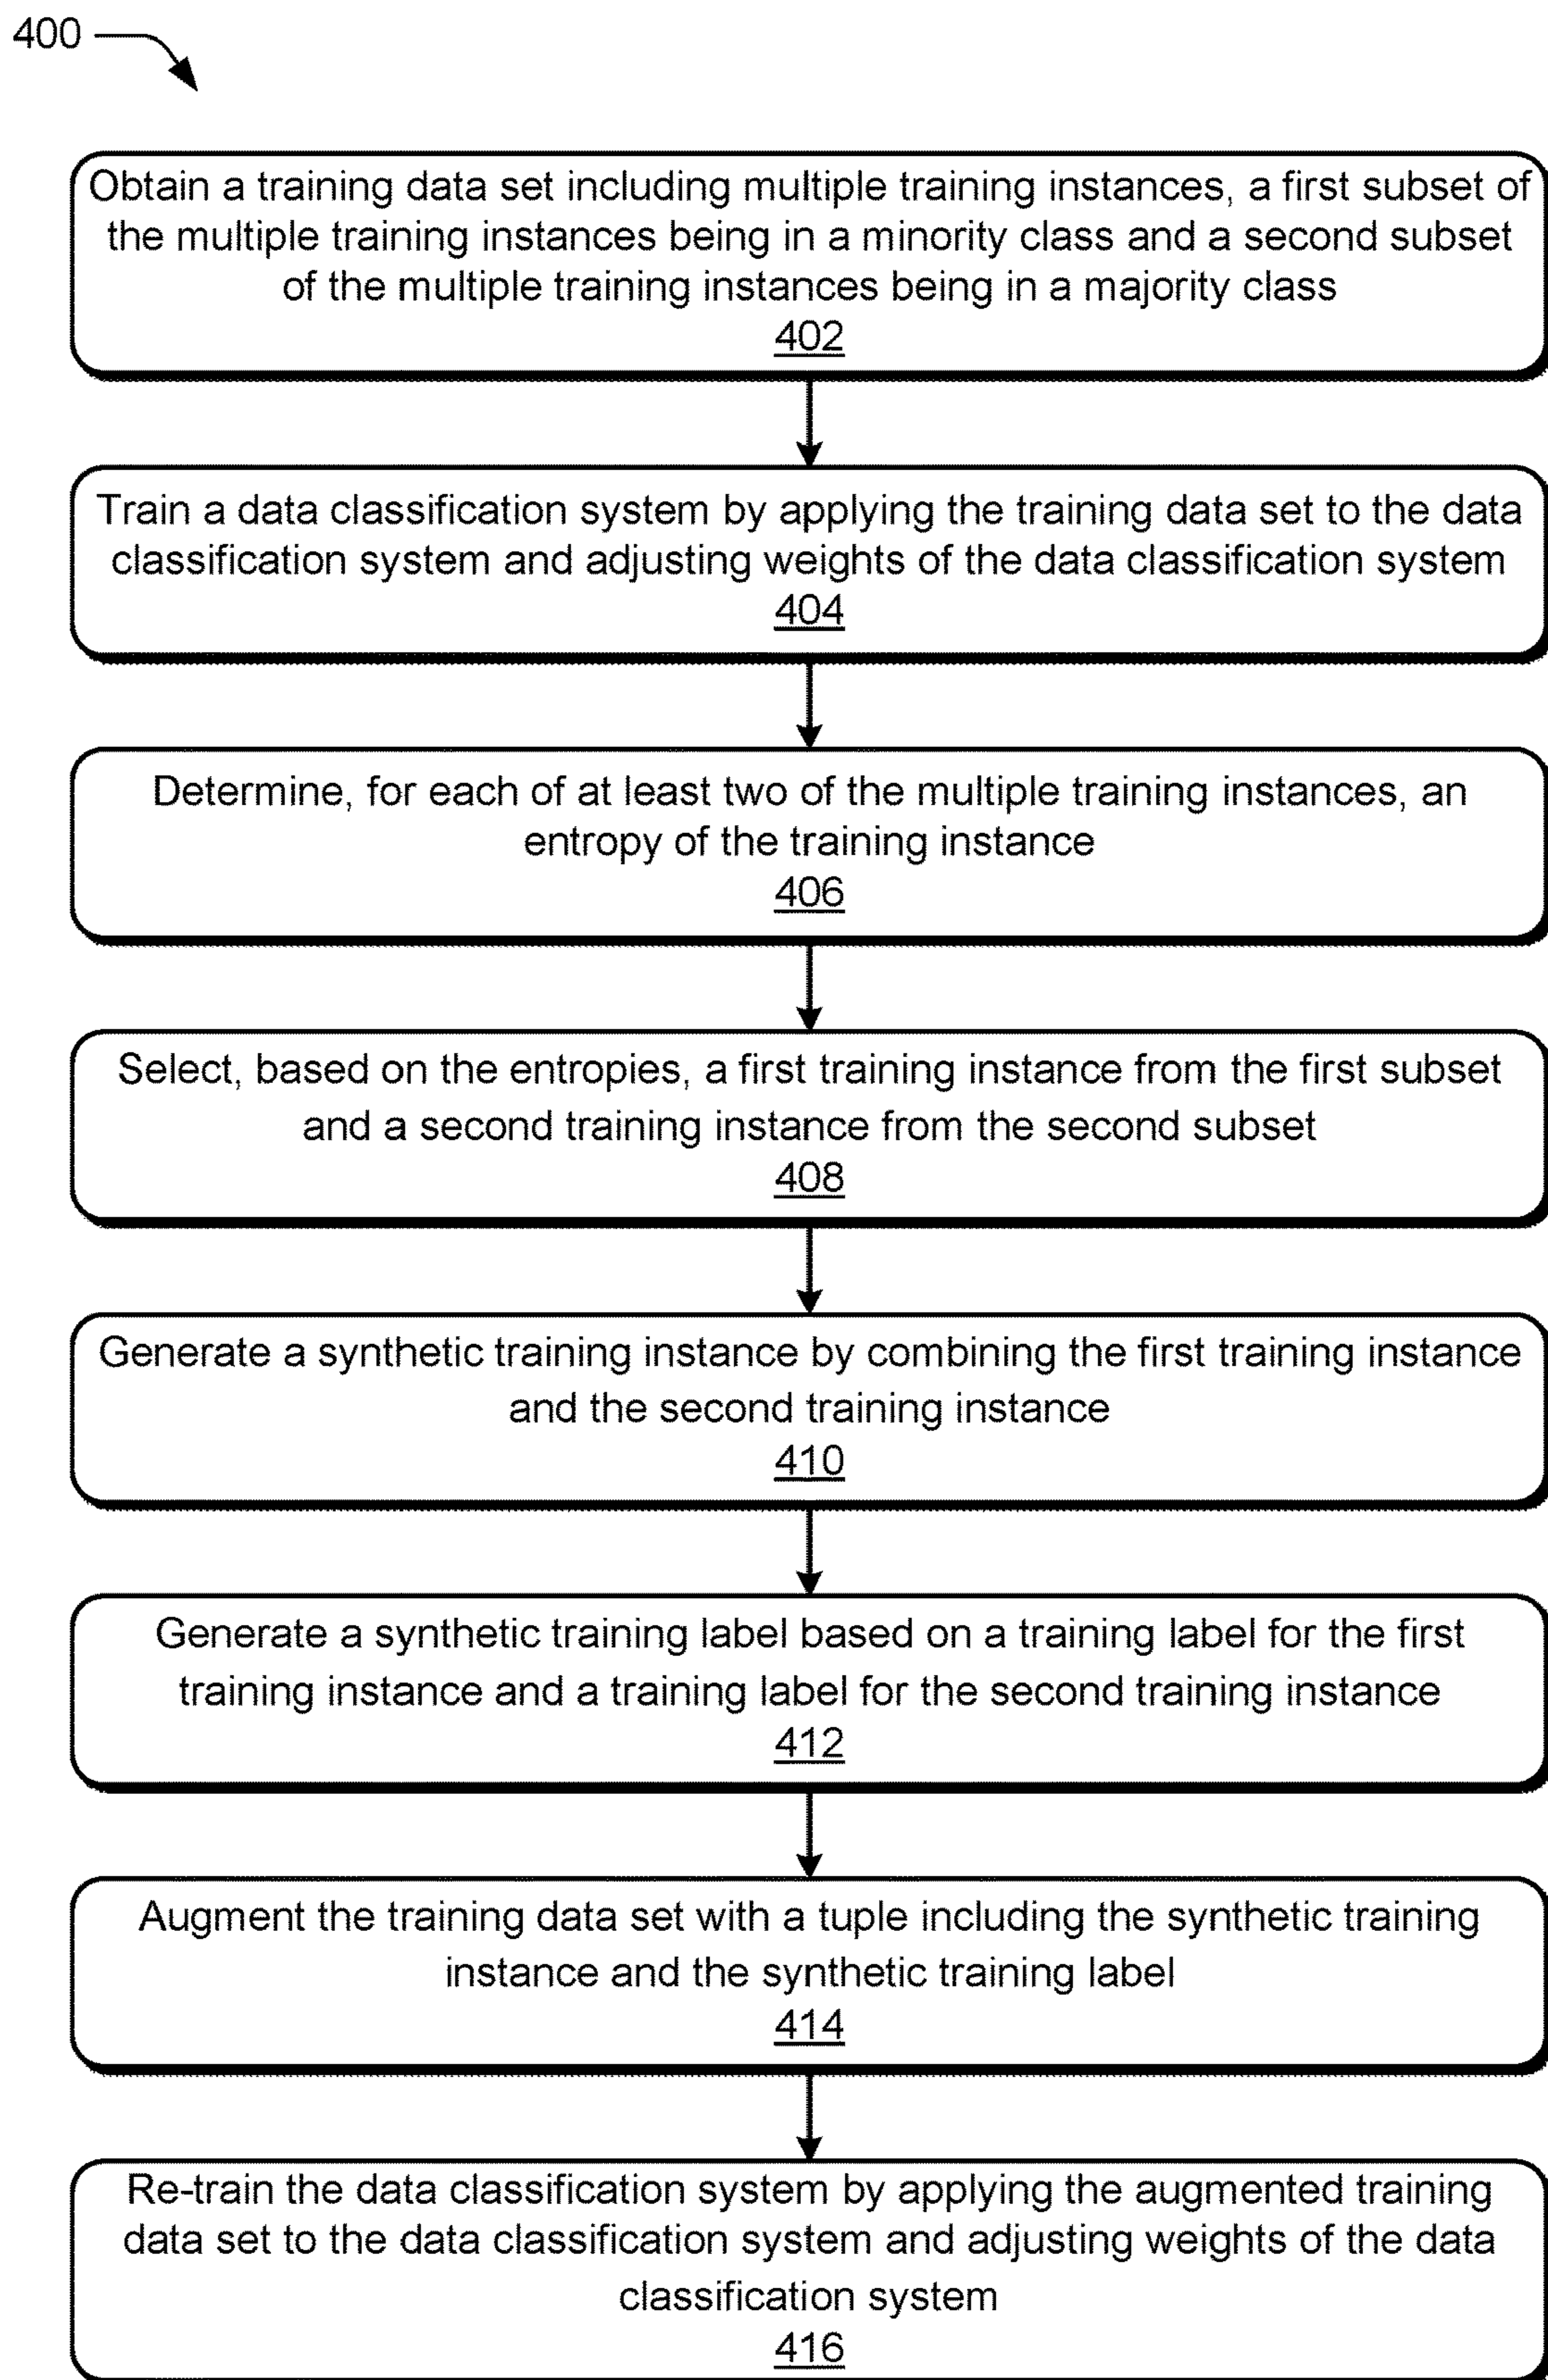 400
Obtain a training data set including multiple training instances, a first subset of
the multiple training instances being in a minority class and a second subset
of the multiple training instances being in a majority class
402
Train a data classification system by applying the training data set to the data
classification system and adjusting weights of the data classification system
404
Determine, for each of at least two of the multiple training instances, an
entropy of the training instance
406
Select, based on the entropies, a first training instance from the first subset
and a second training instance from the second subset
408
Generate a synthetic training instance by combining the first training instance
and the second training instance
410
Generate a synthetic training label based on a training label for the first
training instance and a training label for the second training instance
412
Augment the training data set with a tuple including the synthetic training
instance and the synthetic training label
414
Re-train the data classification system by applying the augmented training
data set to the data classification system and adjusting weights of the data
classification system
416